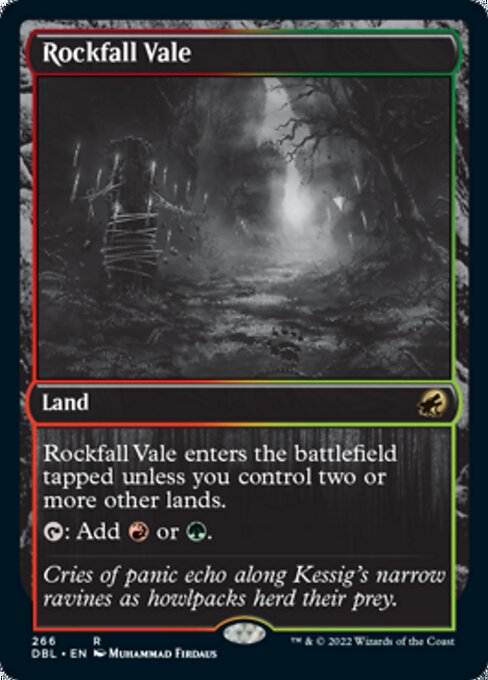 Rockfall Vale
Land
Rockfall Vale enters the battlefield
tapped unless you control two or
more other lands.
: Add or .
Cries of panic echo along Kessig's narrow
ravines as howlpacks herd their prey.
266 R
DBL • EN Muhammad Firdaus
™ & © 2022 Wizards of the Coast